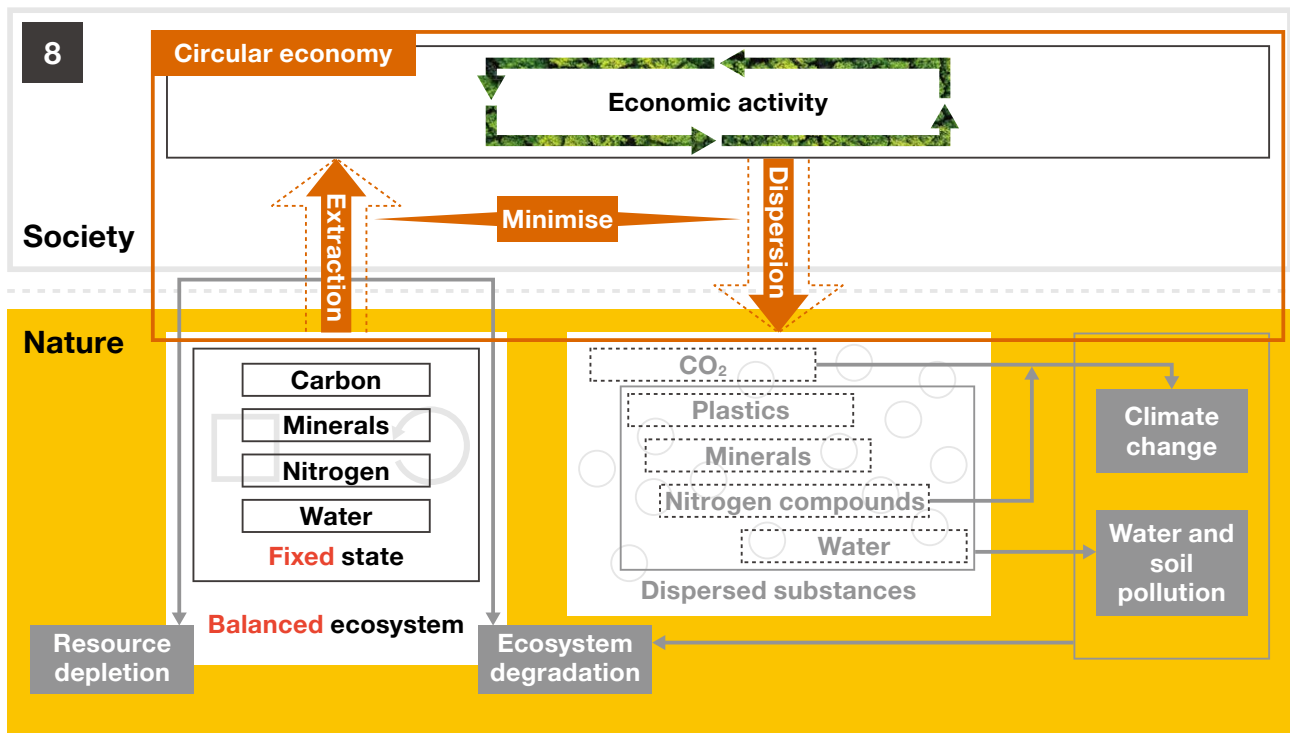 8
Circular economy
Economic activity
Extraction
Minimise
Dispersion
Society
Nature
Carbon
Minerals
Nitrogen
Water
Fixed state
Balanced ecosystem
Resource
depletion
Ecosystem
degradation
CO₂
Plastics
Minerals
Nitrogen compounds
Water
Dispersed substances
Climate
change
Water and
soil
pollution